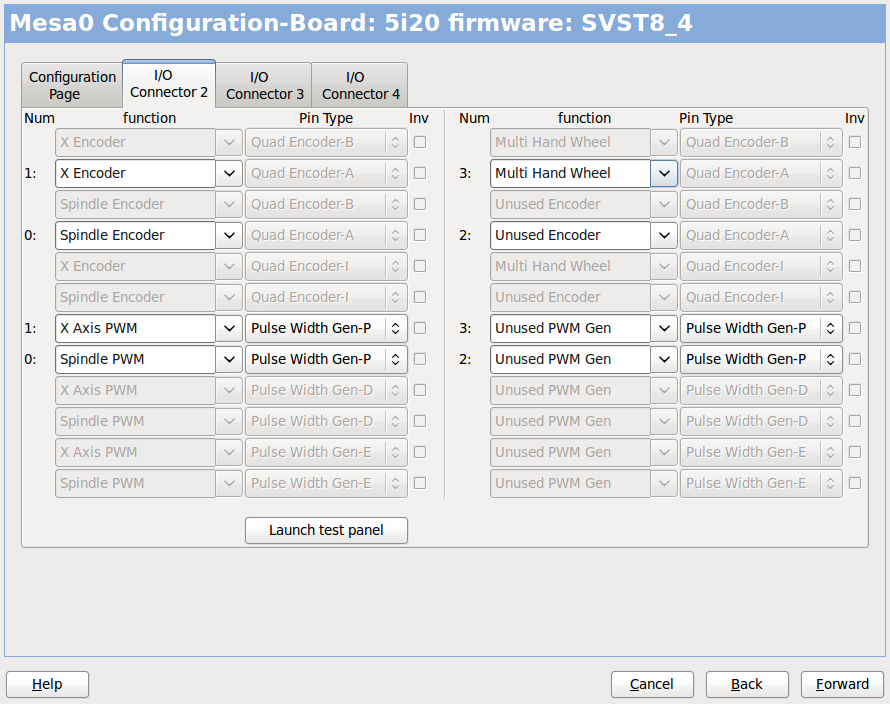 Mesa0 Configuration-Board: 5i20 firmware: SVST8_4
Configuration Page
I/O Connector 2
I/O Connector 3
I/O Connector 4
Num function Pin Type Inv Num function Pin Type Inv
X Encoder Quad Encoder-B Multi Hand Wheel Quad Encoder-B
1: X Encoder Quad Encoder-A 3: Multi Hand Wheel Quad Encoder-A
Spindle Encoder Quad Encoder-B Unused Encoder Quad Encoder-B
0: Spindle Encoder Quad Encoder-A 2: Unused Encoder Quad Encoder-A
X Encoder Quad Encoder-I Multi Hand Wheel Quad Encoder-I
Spindle Encoder Quad Encoder-I Unused Encoder Quad Encoder-I
1: X Axis PWM Pulse Width Gen-P 3: Unused PWM Gen Pulse Width Gen-P
0: Spindle PWM Pulse Width Gen-P 2: Unused PWM Gen Pulse Width Gen-P
X Axis PWM Pulse Width Gen-D Unused PWM Gen Pulse Width Gen-D
Spindle PWM Pulse Width Gen-D Unused PWM Gen Pulse Width Gen-D
X Axis PWM Pulse Width Gen-E Unused PWM Gen Pulse Width Gen-E
Spindle PWM Pulse Width Gen-E Unused PWM Gen Pulse Width Gen-E
Launch test panel
Help Cancel Back Forward